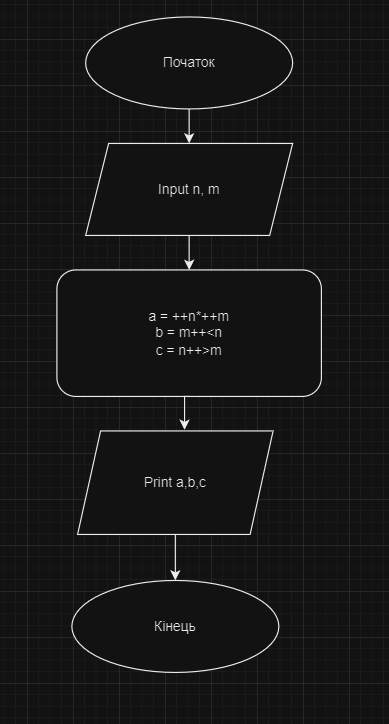 Початок
Input n, m
a = ++n*++m
b = m++<n
c = n++>m
Print a,b,c
Кінець